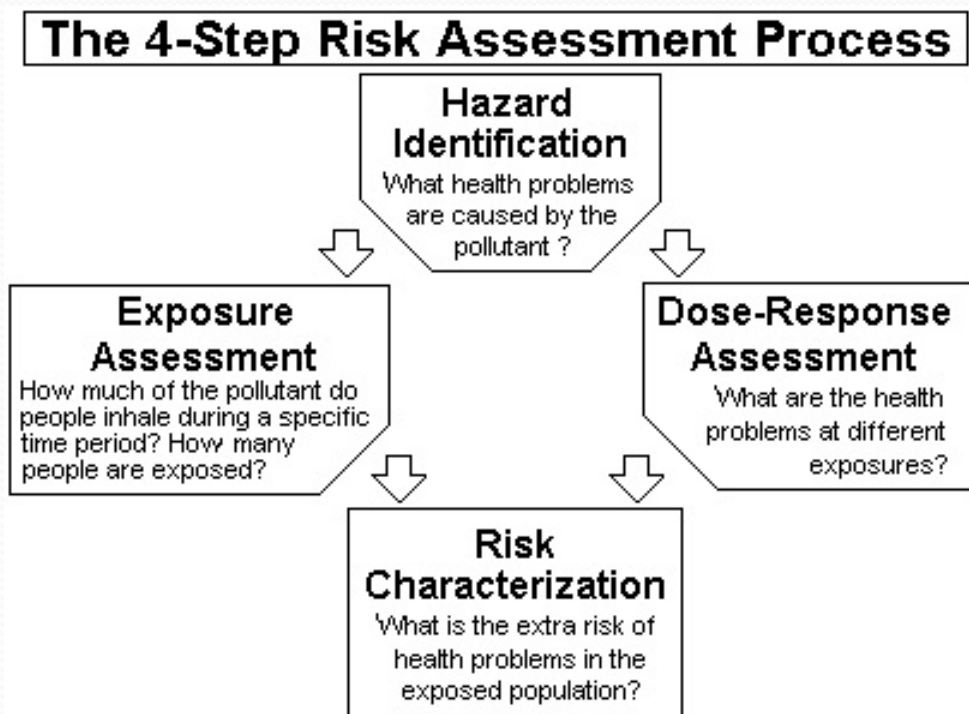 The 4-Step Risk Assessment Process
Hazard
Identification
What health problems
are caused by the
pollutant ?
Exposure
Assessment
How much of the pollutant do
people inhale during a specific
time period? How many
people are exposed?
Dose-Response
Assessment
What are the health
problems at different
exposures?
Risk
Characterization
What is the extra risk of
health problems in the
exposed population?